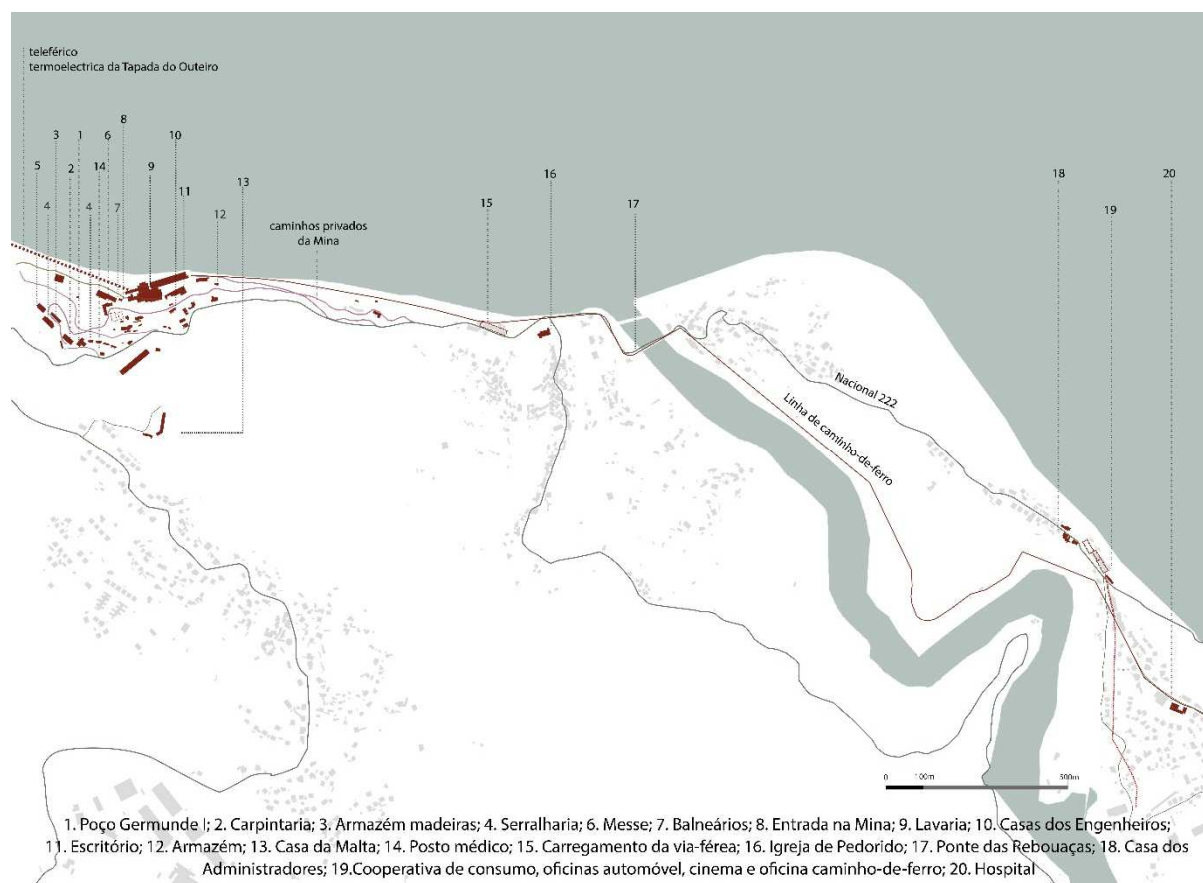 teleférico
termoelectrica da Tapada do Outeiro
8
3
1
6
10
5
2
14
9
11
13
4
4
7
12
15
16
17
18
19
20
caminhos privados
da Mina
Nacional 222
Linha de caminho-de-ferro
0 100m 500m
1. Poço Germunde I; 2. Carpintaria; 3. Armazém madeiras; 4. Serralharia; 6. Messe; 7. Balneários; 8. Entrada na Mina; 9. Lavaria; 10. Casas dos Engenheiros;
11. Escritório; 12. Armazém; 13. Casa da Malta; 14. Posto médico; 15. Carregamento da via-férea; 16. Igreja de Pedorido; 17. Ponte das Rebouaças; 18. Casa dos
Administradores; 19.Cooperativa de consumo, oficinas automóvel, cinema e oficina caminho-de-ferro; 20. Hospital